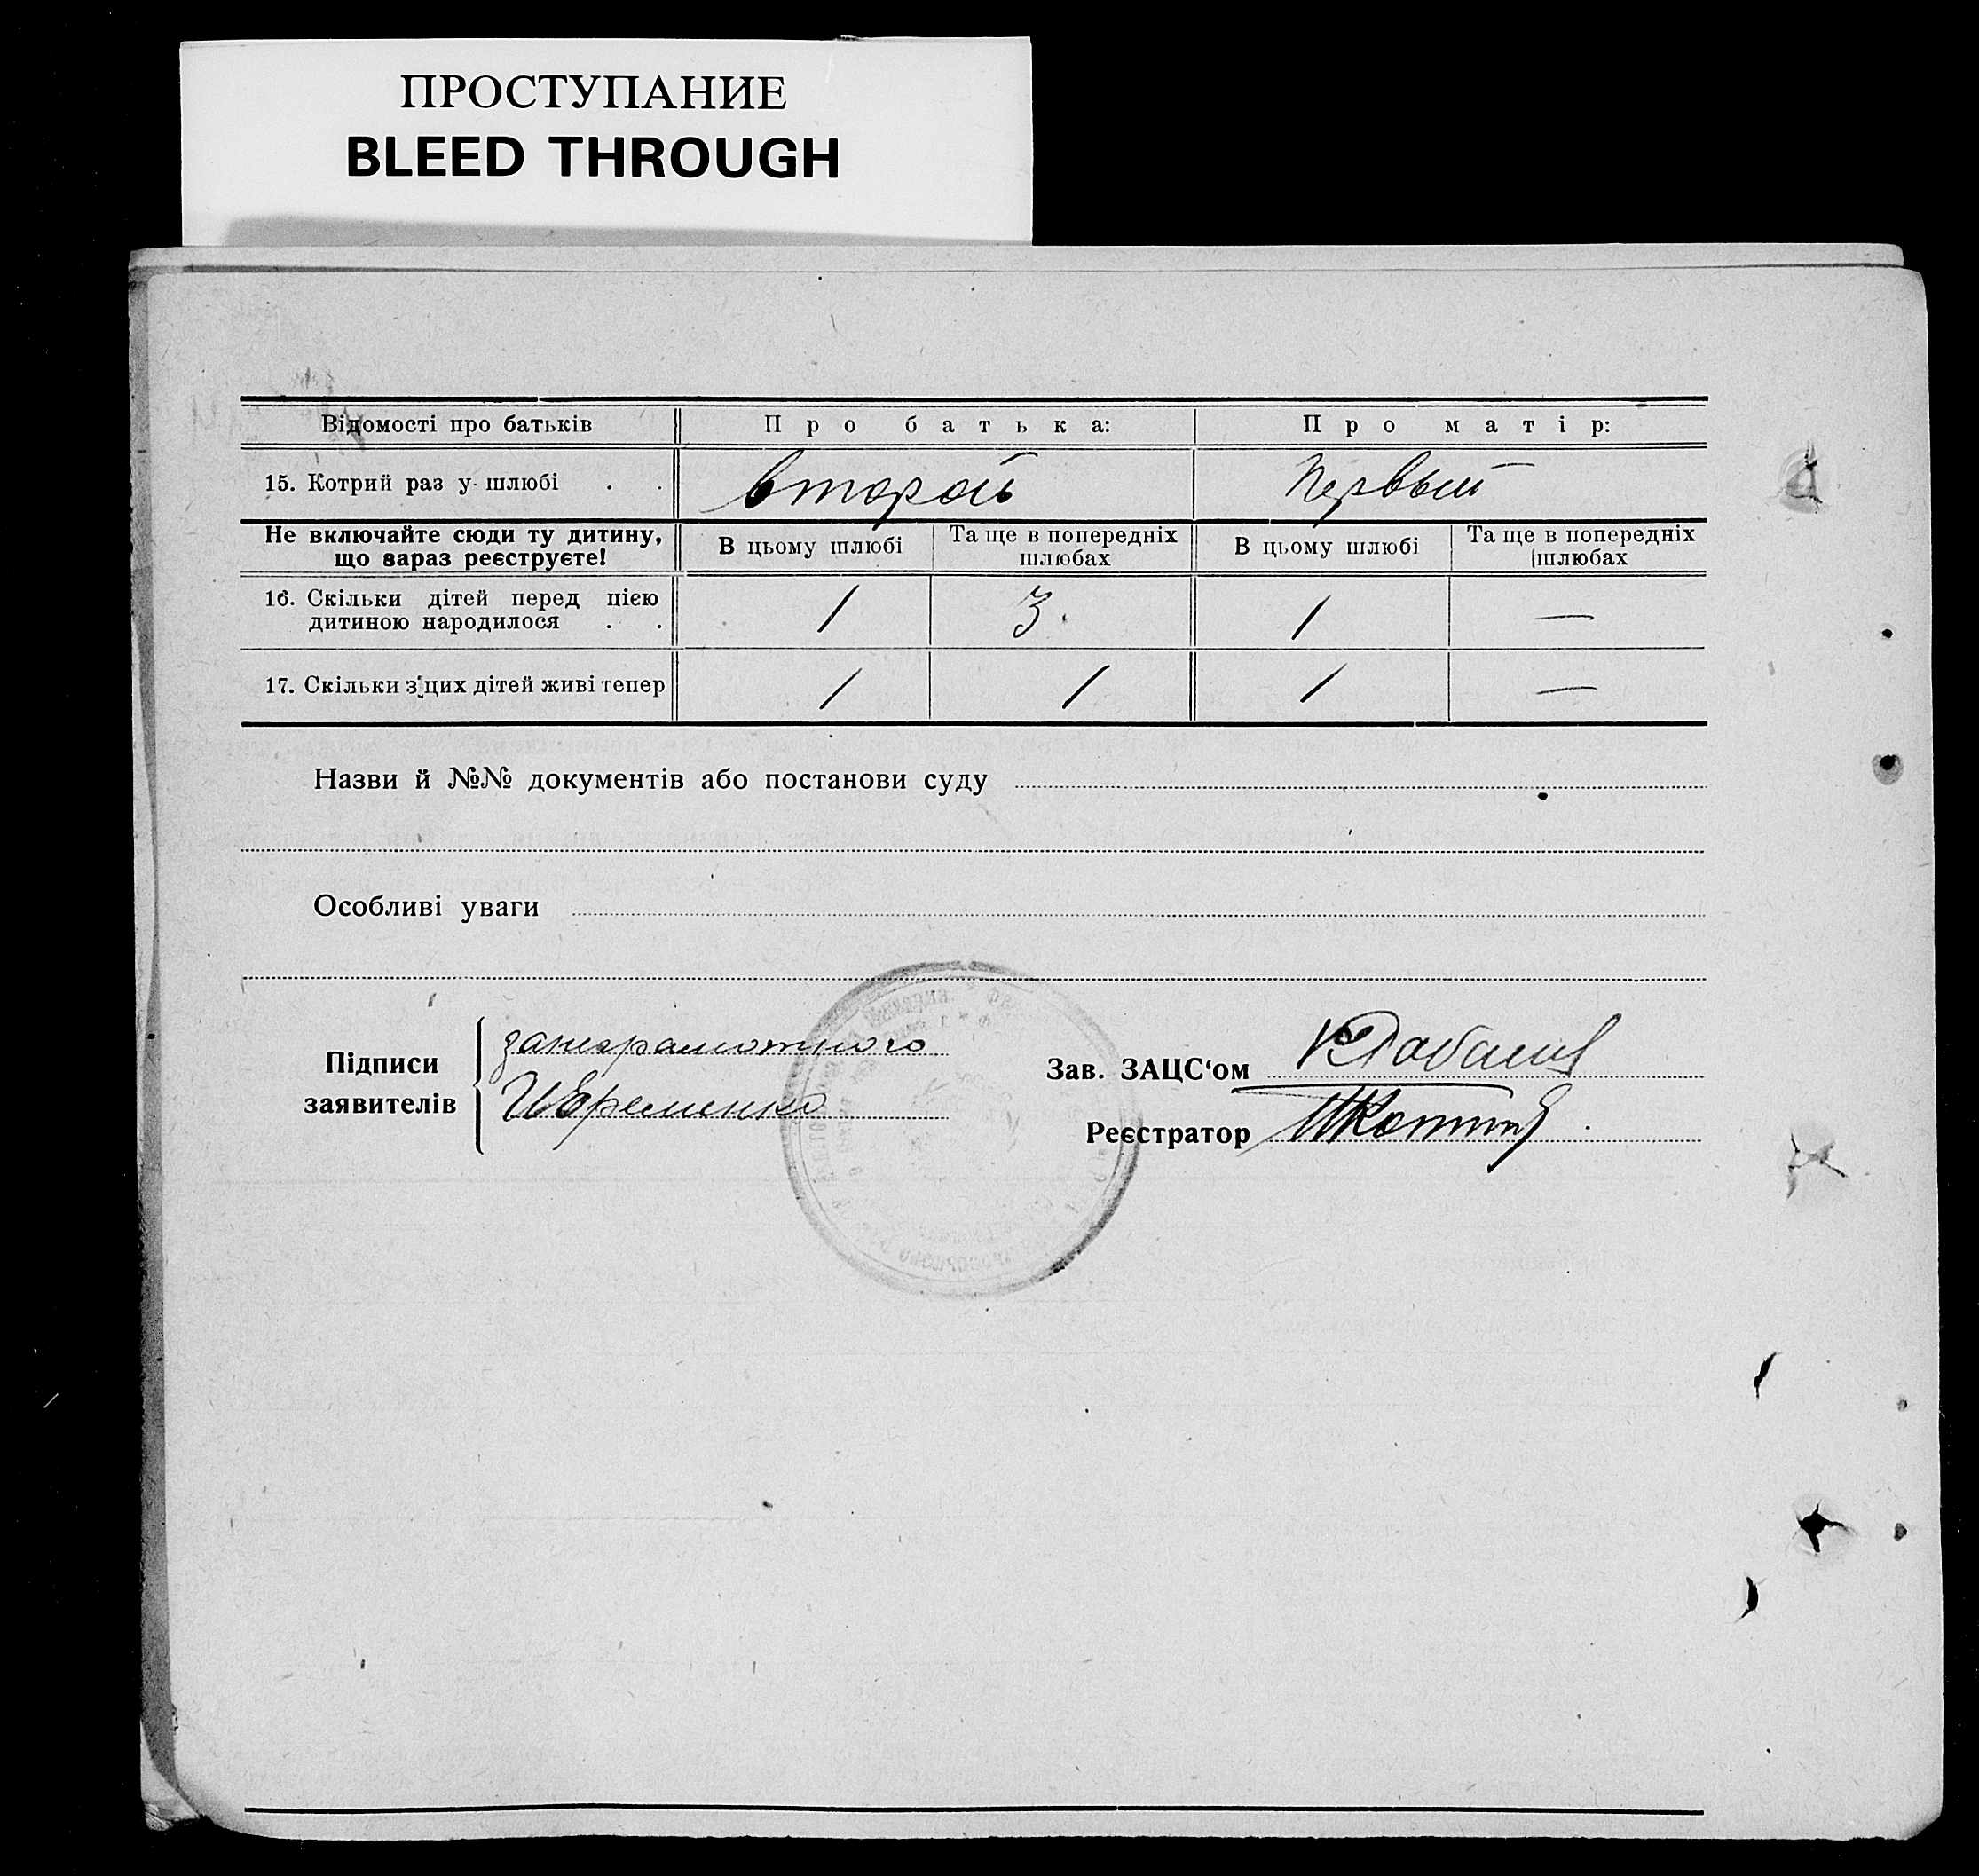 ПРОСТУПАНИЕ
BLEED THROUGH
Відомості про батьків Про батька: Про матір:
15. Котрий раз у шлюбі . . второй Первый
Не включайте сюди ту дитину, що вараз реєструєте! В цьому шлюбі Та ще в попередніх шлюбах В цьому шлюбі Та ще в попередніх шлюбах
16. Скільки дітей перед цією дитиною народилося . . 1 3. 1 —
17. Скільки з цих дітей живі тепер 1 1 1 —
Назви й №№ документів або постанови суду
Особливі уваги
Підписи заявителів
занеграмотного
Ефременко
Зав. ЗАЦС‘ом
Реєстратор